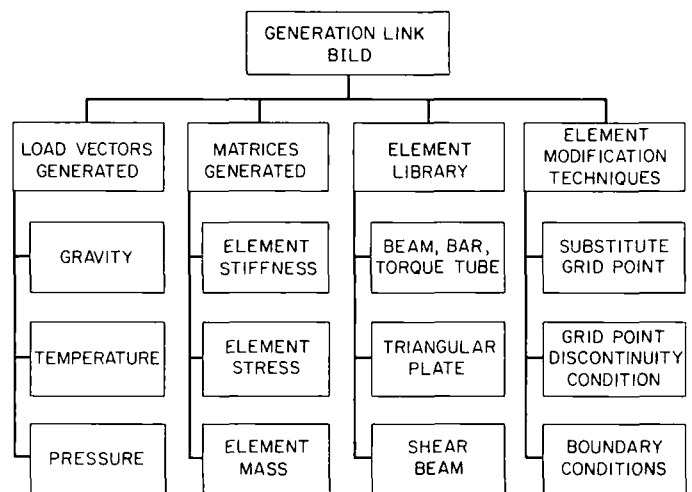 GENERATION LINK
BILD
LOAD VECTORS
GENERATED
MATRICES
GENERATED
ELEMENT
LIBRARY
ELEMENT
MODIFICATION
TECHNIQUES
GRAVITY
ELEMENT
STIFFNESS
BEAM, BAR,
TORQUE TUBE
SUBSTITUTE
GRID POINT
TEMPERATURE
ELEMENT
STRESS
TRIANGULAR
PLATE
GRID POINT
DISCONTINUITY
CONDITION
PRESSURE
ELEMENT
MASS
SHEAR
BEAM
BOUNDARY
CONDITIONS